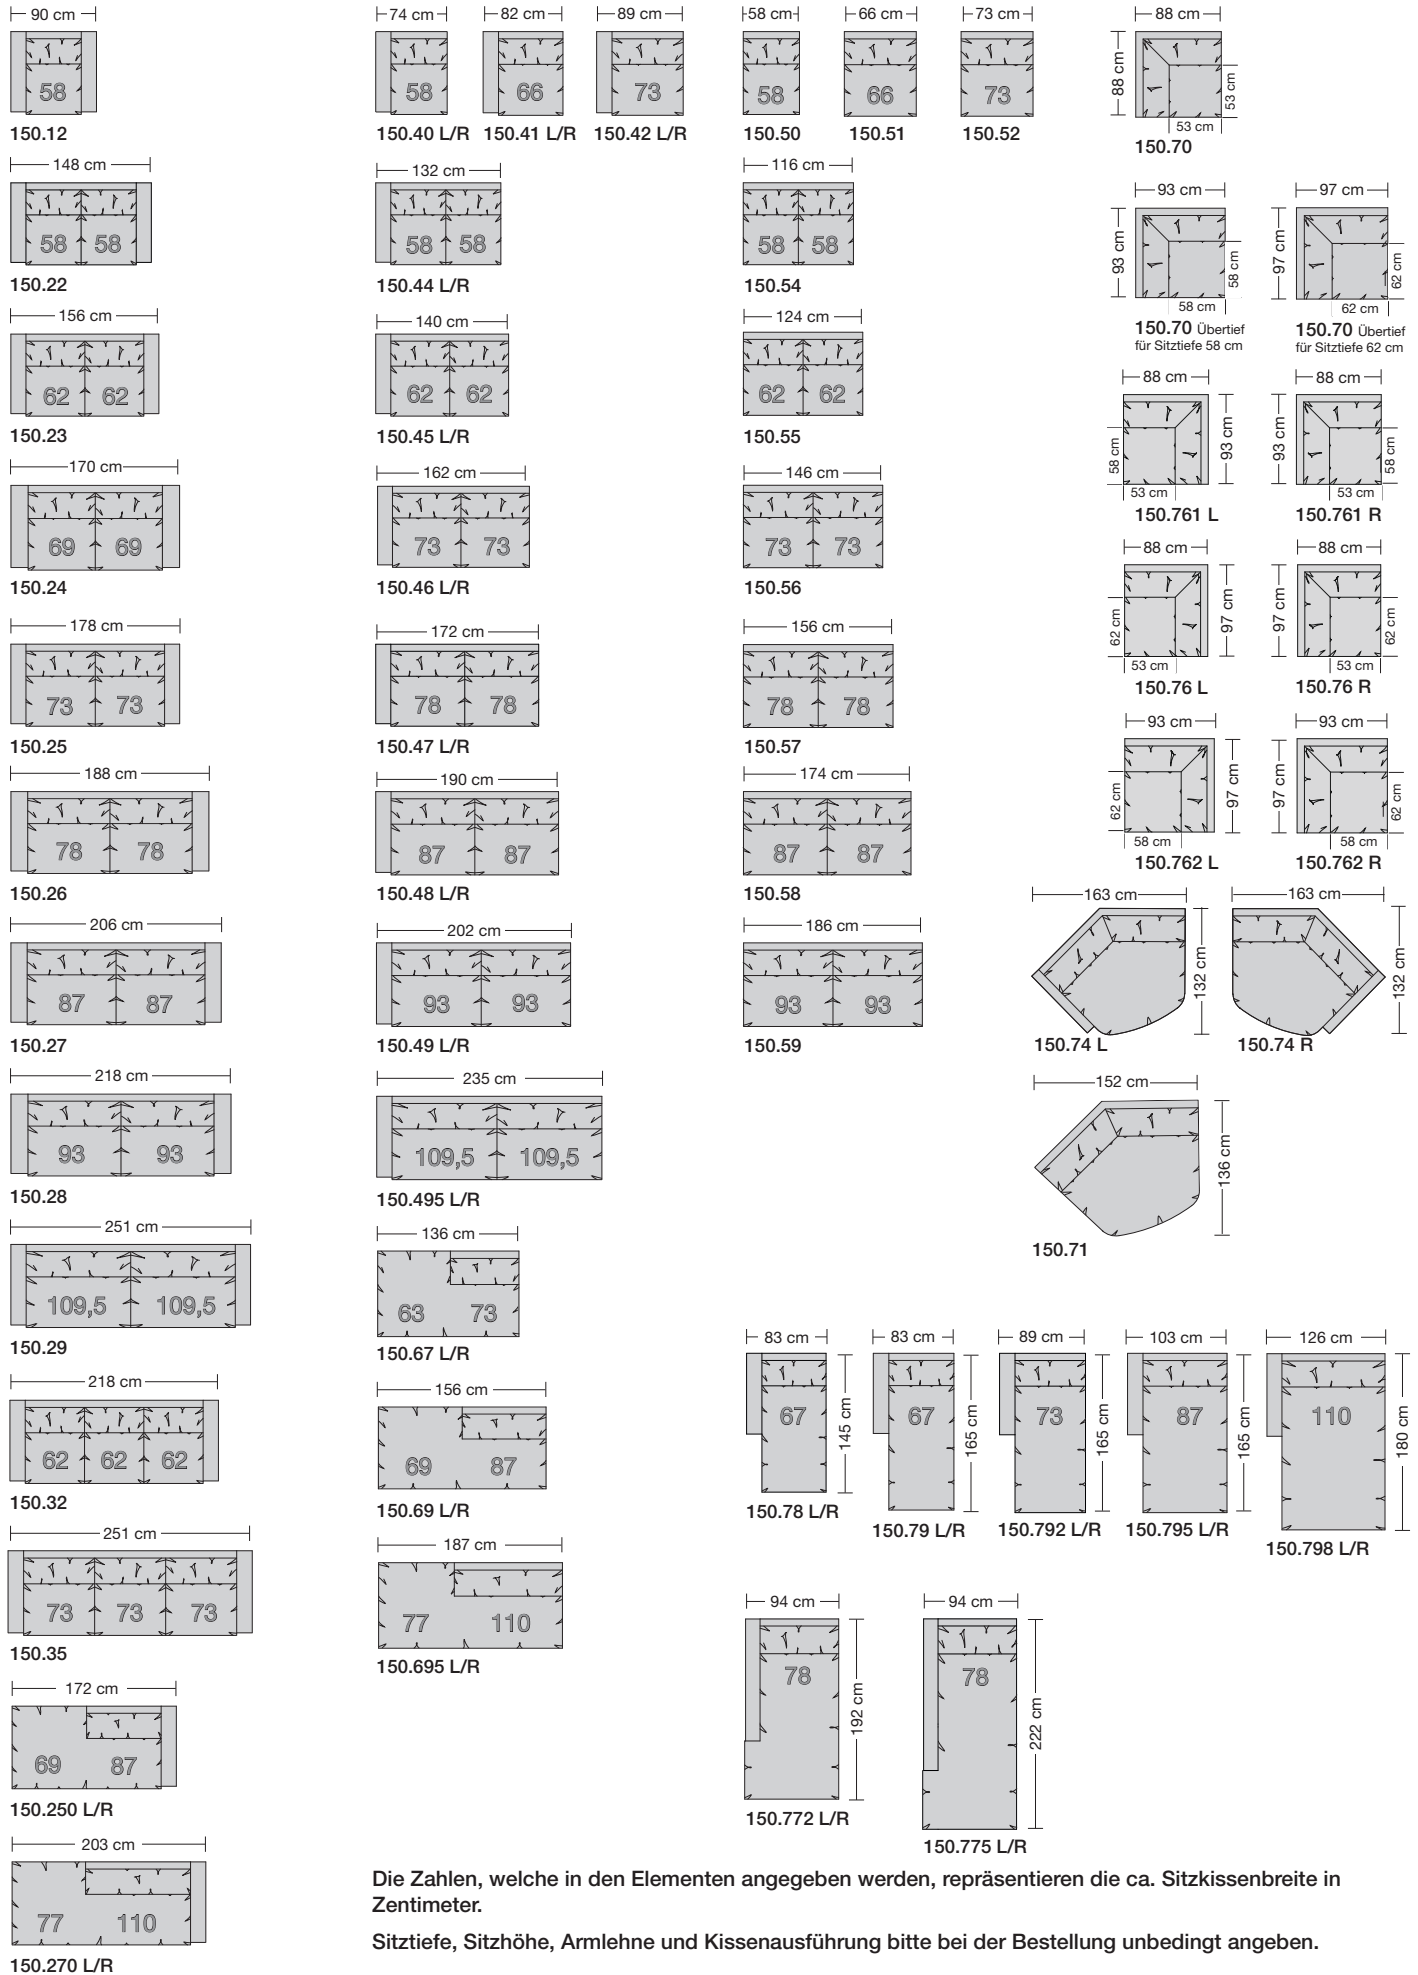 90 cm
58
150.12
148 cm
58 58
150.22
156 cm
62 62
150.23
170 cm
69 69
150.24
178 cm
73 73
150.25
188 cm
78 78
150.26
206 cm
87 87
150.27
218 cm
93 93
150.28
251 cm
109,5 109,5
150.29
218 cm
62 62 62
150.32
251 cm
73 73 73
150.35
172 cm
69 87
150.250 L/R
203 cm
77 110
150.270 L/R
74 cm 82 cm 89 cm
58 66 73
150.40 L/R 150.41 L/R 150.42 L/R
132 cm
58 58
150.44 L/R
140 cm
62 62
150.45 L/R
162 cm
73 73
150.46 L/R
172 cm
78 78
150.47 L/R
190 cm
87 87
150.48 L/R
202 cm
93 93
150.49 L/R
235 cm
109,5 109,5
150.495 L/R
136 cm
63 73
150.67 L/R
156 cm
69 87
150.69 L/R
187 cm
77 110
150.695 L/R
58 cm 66 cm 73 cm
58 66 73
150.50 150.51 150.52
116 cm
58 58
150.54
124 cm
62 62
150.55
146 cm
73 73
150.56
156 cm
78 78
150.57
174 cm
87 87
150.58
186 cm
93 93
150.59
88 cm
88 cm
53 cm
53 cm
150.70
93 cm
93 cm
58 cm
58 cm
150.70 Übertief
für Sitztiefe 58 cm
97 cm
97 cm
62 cm
62 cm
150.70 Übertief
für Sitztiefe 62 cm
88 cm
58 cm
93 cm
53 cm
150.761 L
88 cm
93 cm
58 cm
53 cm
150.761 R
88 cm
62 cm
97 cm
53 cm
150.76 L
88 cm
97 cm
62 cm
53 cm
150.76 R
93 cm
62 cm
97 cm
58 cm
150.762 L
93 cm
97 cm
62 cm
58 cm
150.762 R
163 cm
132 cm
150.74 L
163 cm
132 cm
150.74 R
152 cm
136 cm
150.71
83 cm
67
145 cm
150.78 L/R
83 cm
67
165 cm
150.79 L/R
89 cm
73
165 cm
150.792 L/R
103 cm
87
165 cm
150.795 L/R
126 cm
110
180 cm
150.798 L/R
94 cm
78
192 cm
150.772 L/R
94 cm
78
222 cm
150.775 L/R
Die Zahlen, welche in den Elementen angegeben werden, repräsentieren die ca. Sitzkissenbreite in
Zentimeter.
Sitztiefe, Sitzhöhe, Armlehne und Kissenausführung bitte bei der Bestellung unbedingt angeben.